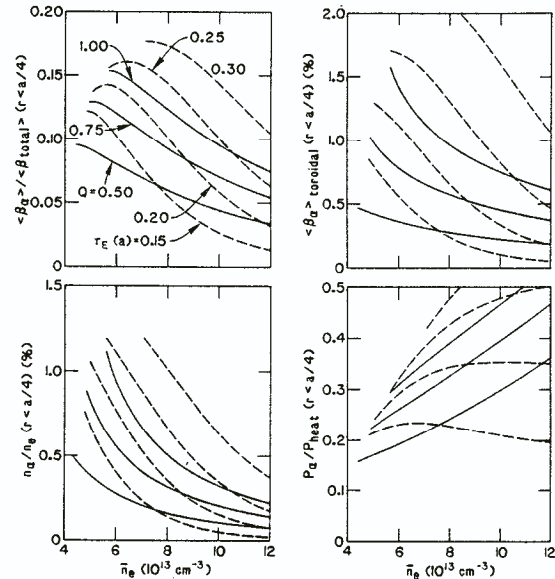 <βα>/<βtotal> (r<a/4)
0.20
0.15
0.10
0.05
0
1.00
0.25
0.30
0.75
Q=0.50
0.20
τE(a)=0.15
<βα>toroidal (r<a/4) (%)
2.0
1.5
1.0
0.5
0
nα/ne (r<a/4) (%)
1.5
1.0
0.5
0
4 6 8 10 12
n̄e (10¹³ cm⁻³)
Pα/Pheat (r<a/4)
0.5
0.4
0.3
0.2
0.1
0
4 6 8 10 12
n̄e (10¹³ cm⁻³)